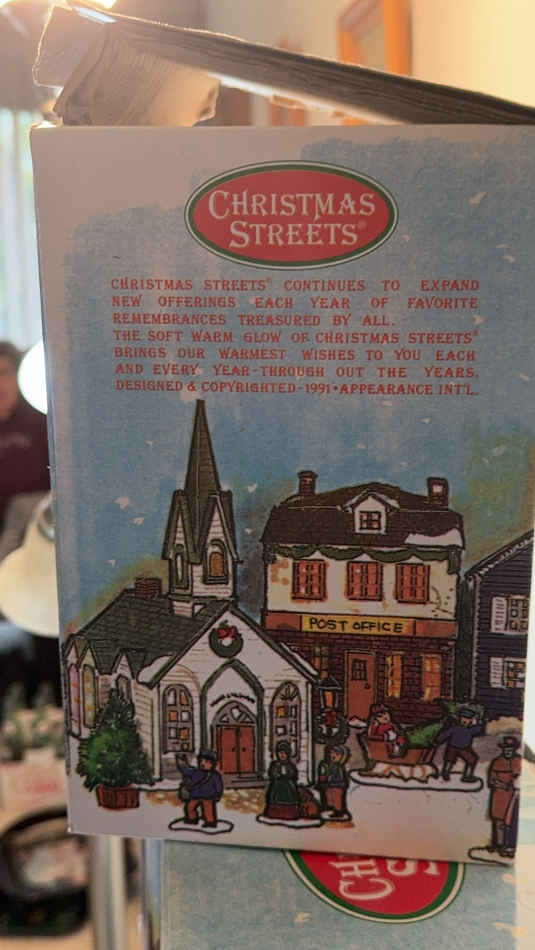 CHRISTMAS
STREETS®
CHRISTMAS STREETS® CONTINUES TO EXPAND
NEW OFFERINGS EACH YEAR OF FAVORITE
REMEMBRANCES TREASURED BY ALL.
THE SOFT WARM GLOW OF CHRISTMAS STREETS®
BRINGS OUR WARMEST WISHES TO YOU EACH
AND EVERY YEAR-THROUGH OUT THE YEARS.
DESIGNED & COPYRIGHTED-1991•APPEARANCE INT'L.
POST OFFICE